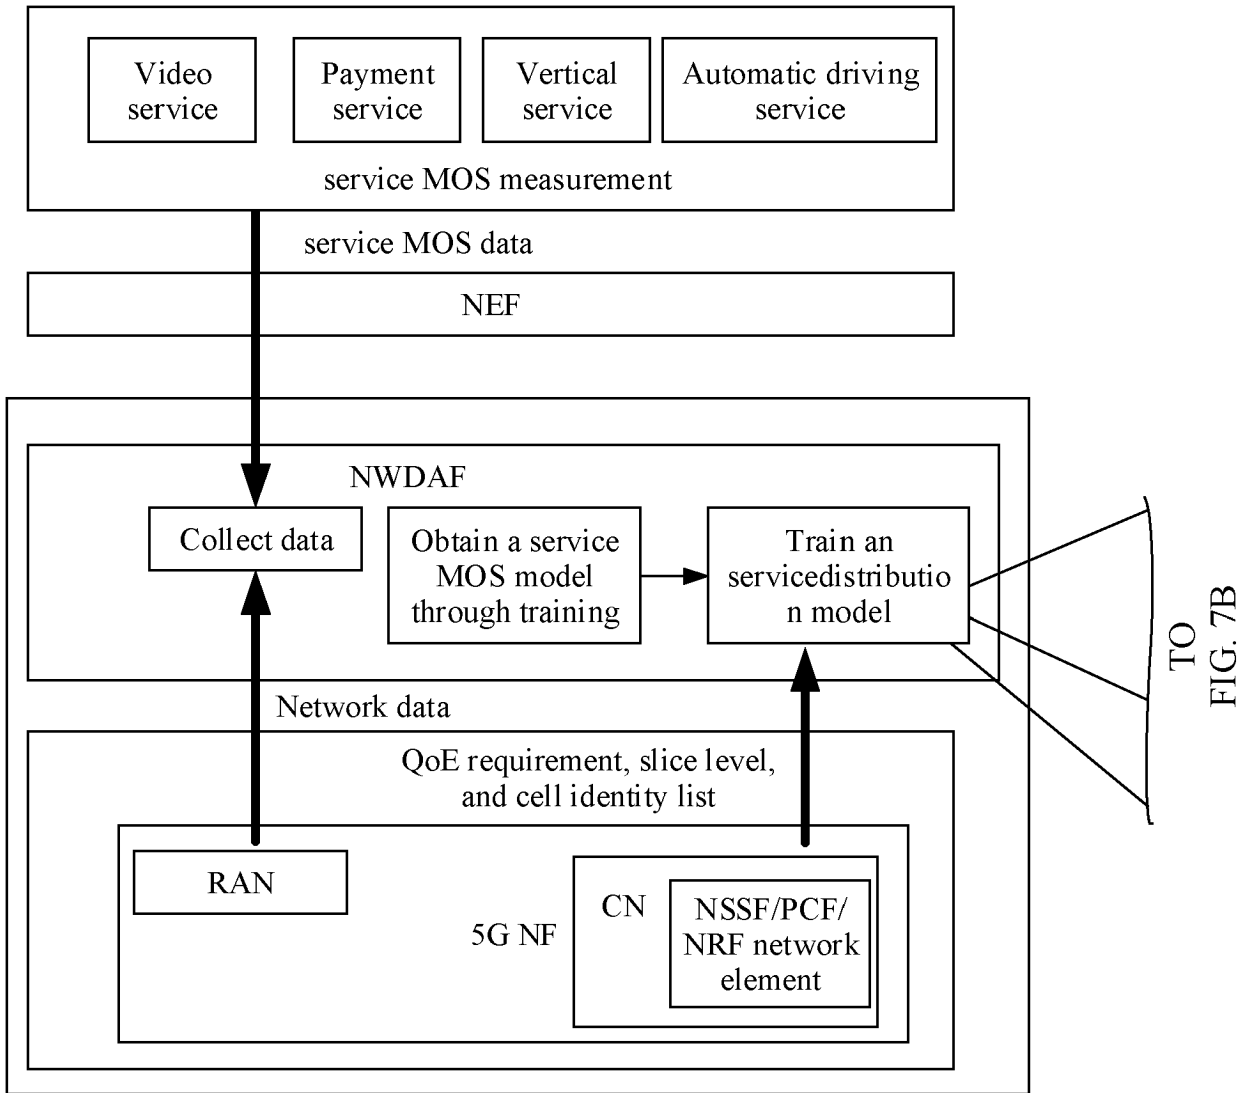 Video
service
Payment
service
Vertical
service
Automatic driving
service
service MOS measurement
service MOS data
NEF
NWDAF
Collect data
Obtain a service
MOS model
through training
Train an
servicedistributio
n model
TO
FIG. 7B
Network data
QoE requirement, slice level,
and cell identity list
RAN
5G NF
CN
NSSF/PCF/
NRF network
element